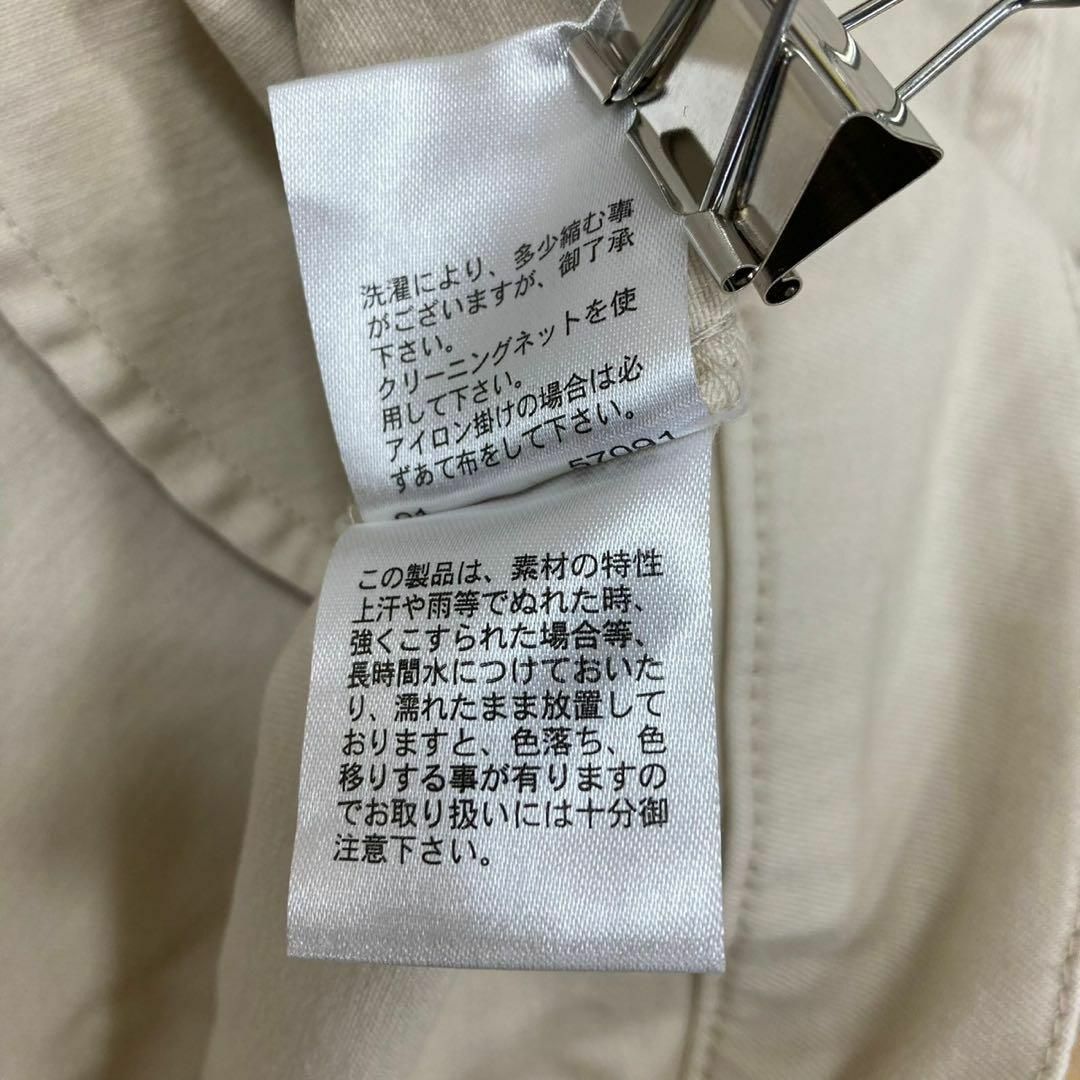 洗濯により、多少縮む事
がございますが、御了承
下さい。
クリーニングネットを使
用して下さい。
アイロン掛けの場合は必
ずあて布をして下さい。
57091
91
この製品は、素材の特性
上汗や雨等でぬれた時、
強くこすられた場合等、
長時間水につけておいた
り、濡れたまま放置して
おりますと、色落ち、色
移りする事が有りますの
でお取り扱いには十分御
注意下さい。